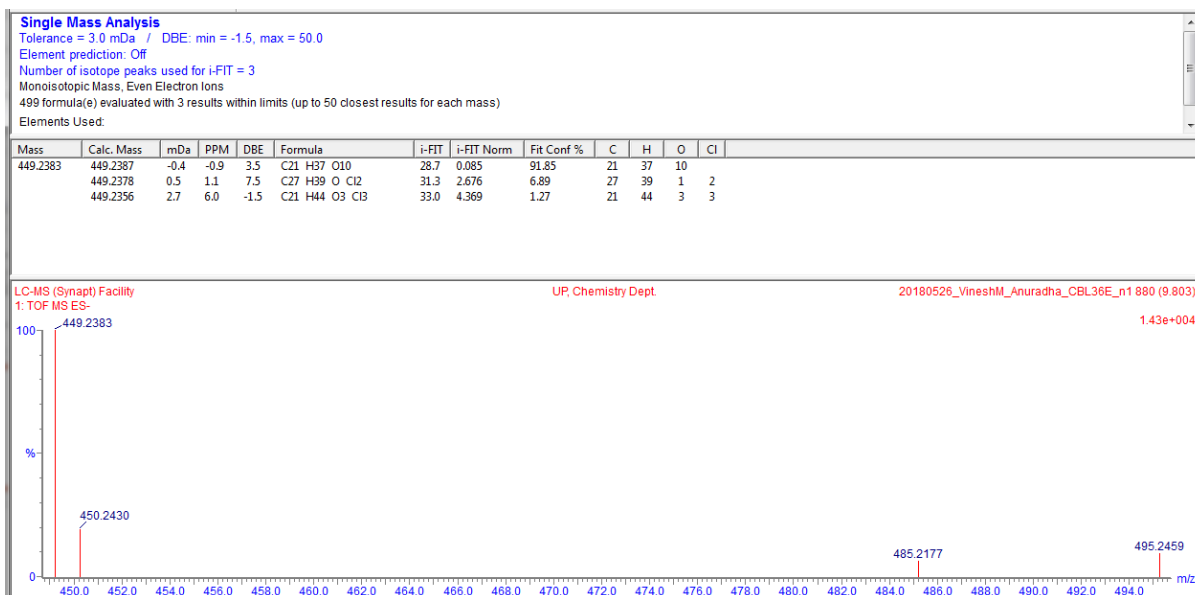 Single Mass Analysis
Tolerance = 3.0 mDa / DBE: min = -1.5, max = 50.0
Element prediction: Off
Number of isotope peaks used for i-FIT = 3
Monoisotopic Mass, Even Electron Ions
499 formula(e) evaluated with 3 results within limits (up to 50 closest results for each mass)
Elements Used:
Mass Calc. Mass mDa PPM DBE Formula i-FIT i-FIT Norm Fit Conf % C H O Cl
449.2383 449.2387 -0.4 -0.9 3.5 C21 H37 O10 28.7 0.085 91.85 21 37 10
449.2378 0.5 1.1 7.5 C27 H39 O Cl2 31.3 2.676 6.89 27 39 1 2
449.2356 2.7 6.0 -1.5 C21 H44 O3 Cl3 33.0 4.369 1.27 21 44 3 3
LC-MS (Synapt) Facility UP, Chemistry Dept. 20180526_VineshM_Anuradha_CBL36E_n1 880 (9.803)
1: TOF MS ES-
1.43e+004
449.2383
100
%
450.2430
485.2177
495.2459
0
m/z
450.0 452.0 454.0 456.0 458.0 460.0 462.0 464.0 466.0 468.0 470.0 472.0 474.0 476.0 478.0 480.0 482.0 484.0 486.0 488.0 490.0 492.0 494.0